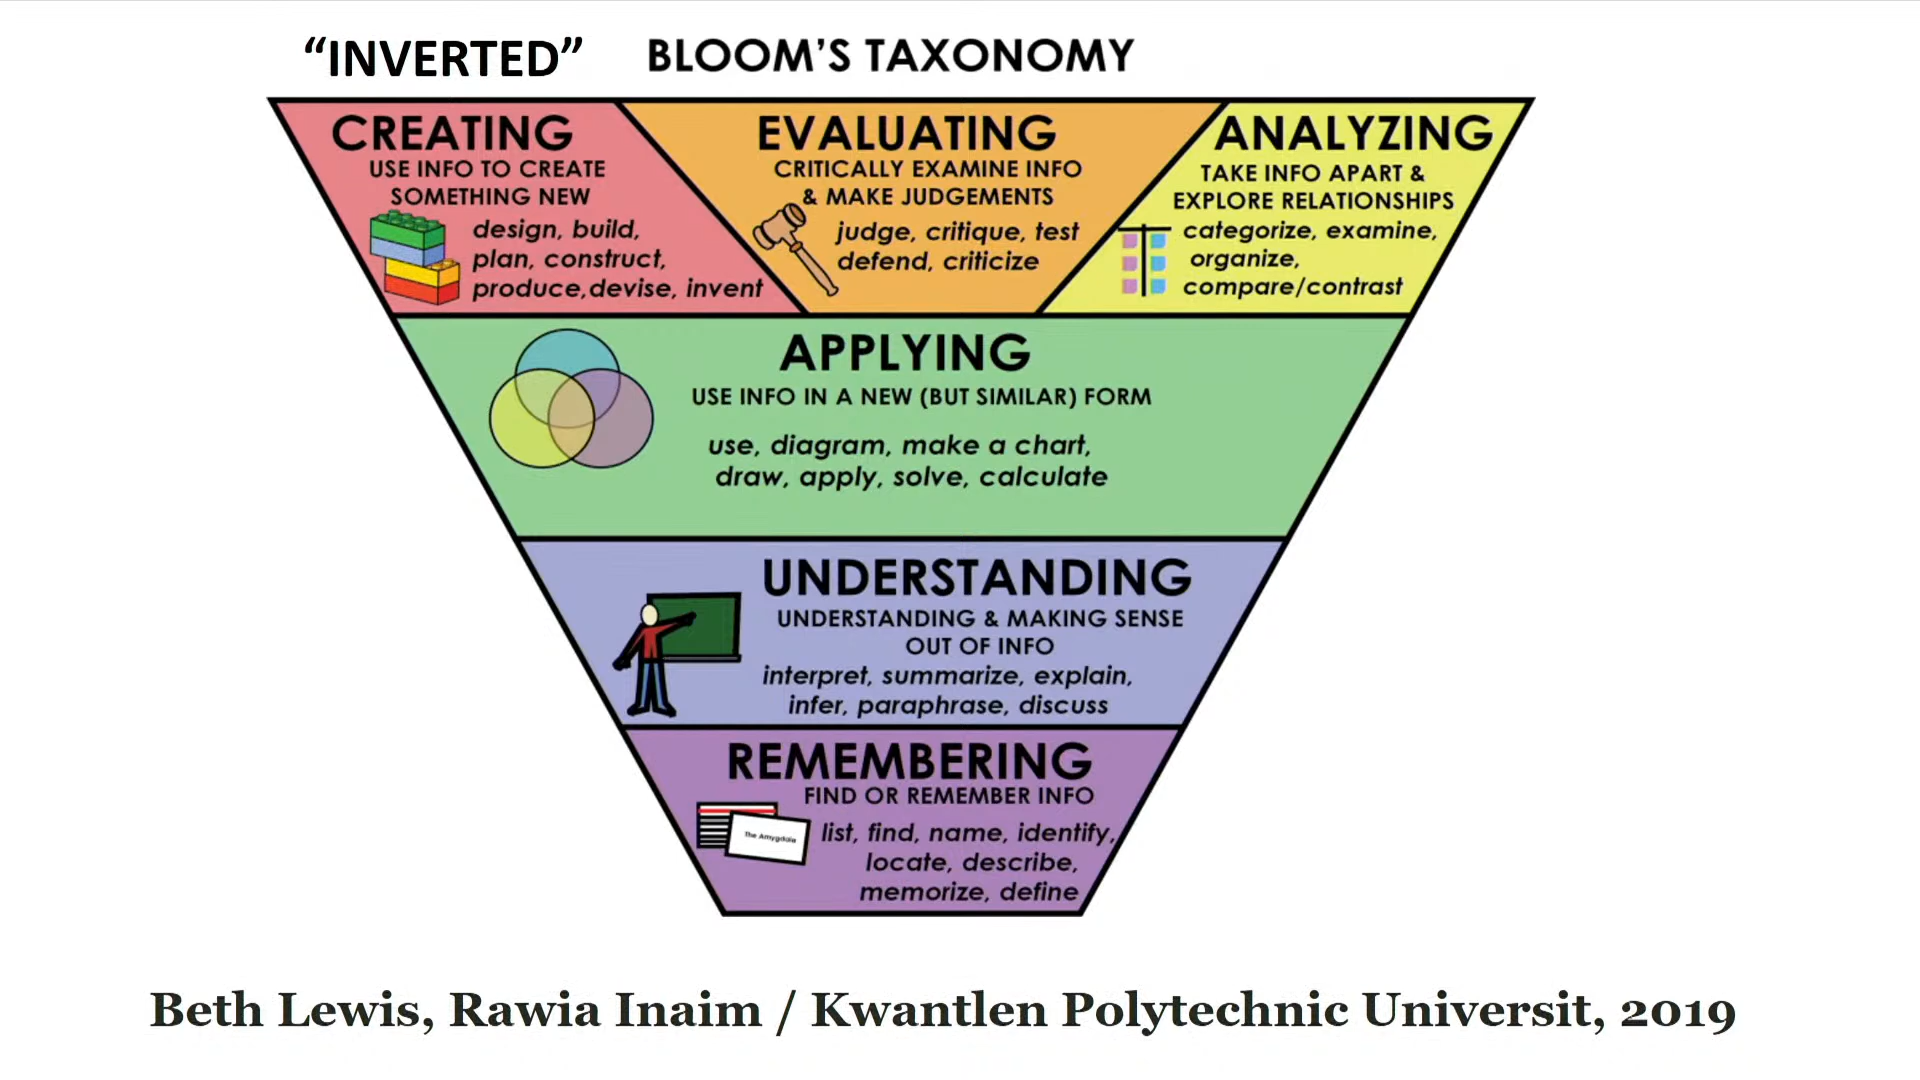 “INVERTED” BLOOM’S TAXONOMY
CREATING
USE INFO TO CREATE
SOMETHING NEW
design, build,
plan, construct,
produce,devise, invent
EVALUATING
CRITICALLY EXAMINE INFO
& MAKE JUDGEMENTS
judge, critique, test
defend, criticize
ANALYZING
TAKE INFO APART &
EXPLORE RELATIONSHIPS
categorize, examine,
organize,
compare/contrast
APPLYING
USE INFO IN A NEW (BUT SIMILAR) FORM
use, diagram, make a chart,
draw, apply, solve, calculate
UNDERSTANDING
UNDERSTANDING & MAKING SENSE
OUT OF INFO
interpret, summarize, explain,
infer, paraphrase, discuss
REMEMBERING
FIND OR REMEMBER INFO
The Amygdala
list, find, name, identify,
locate, describe,
memorize, define
Beth Lewis, Rawia Inaim / Kwantlen Polytechnic Universit, 2019